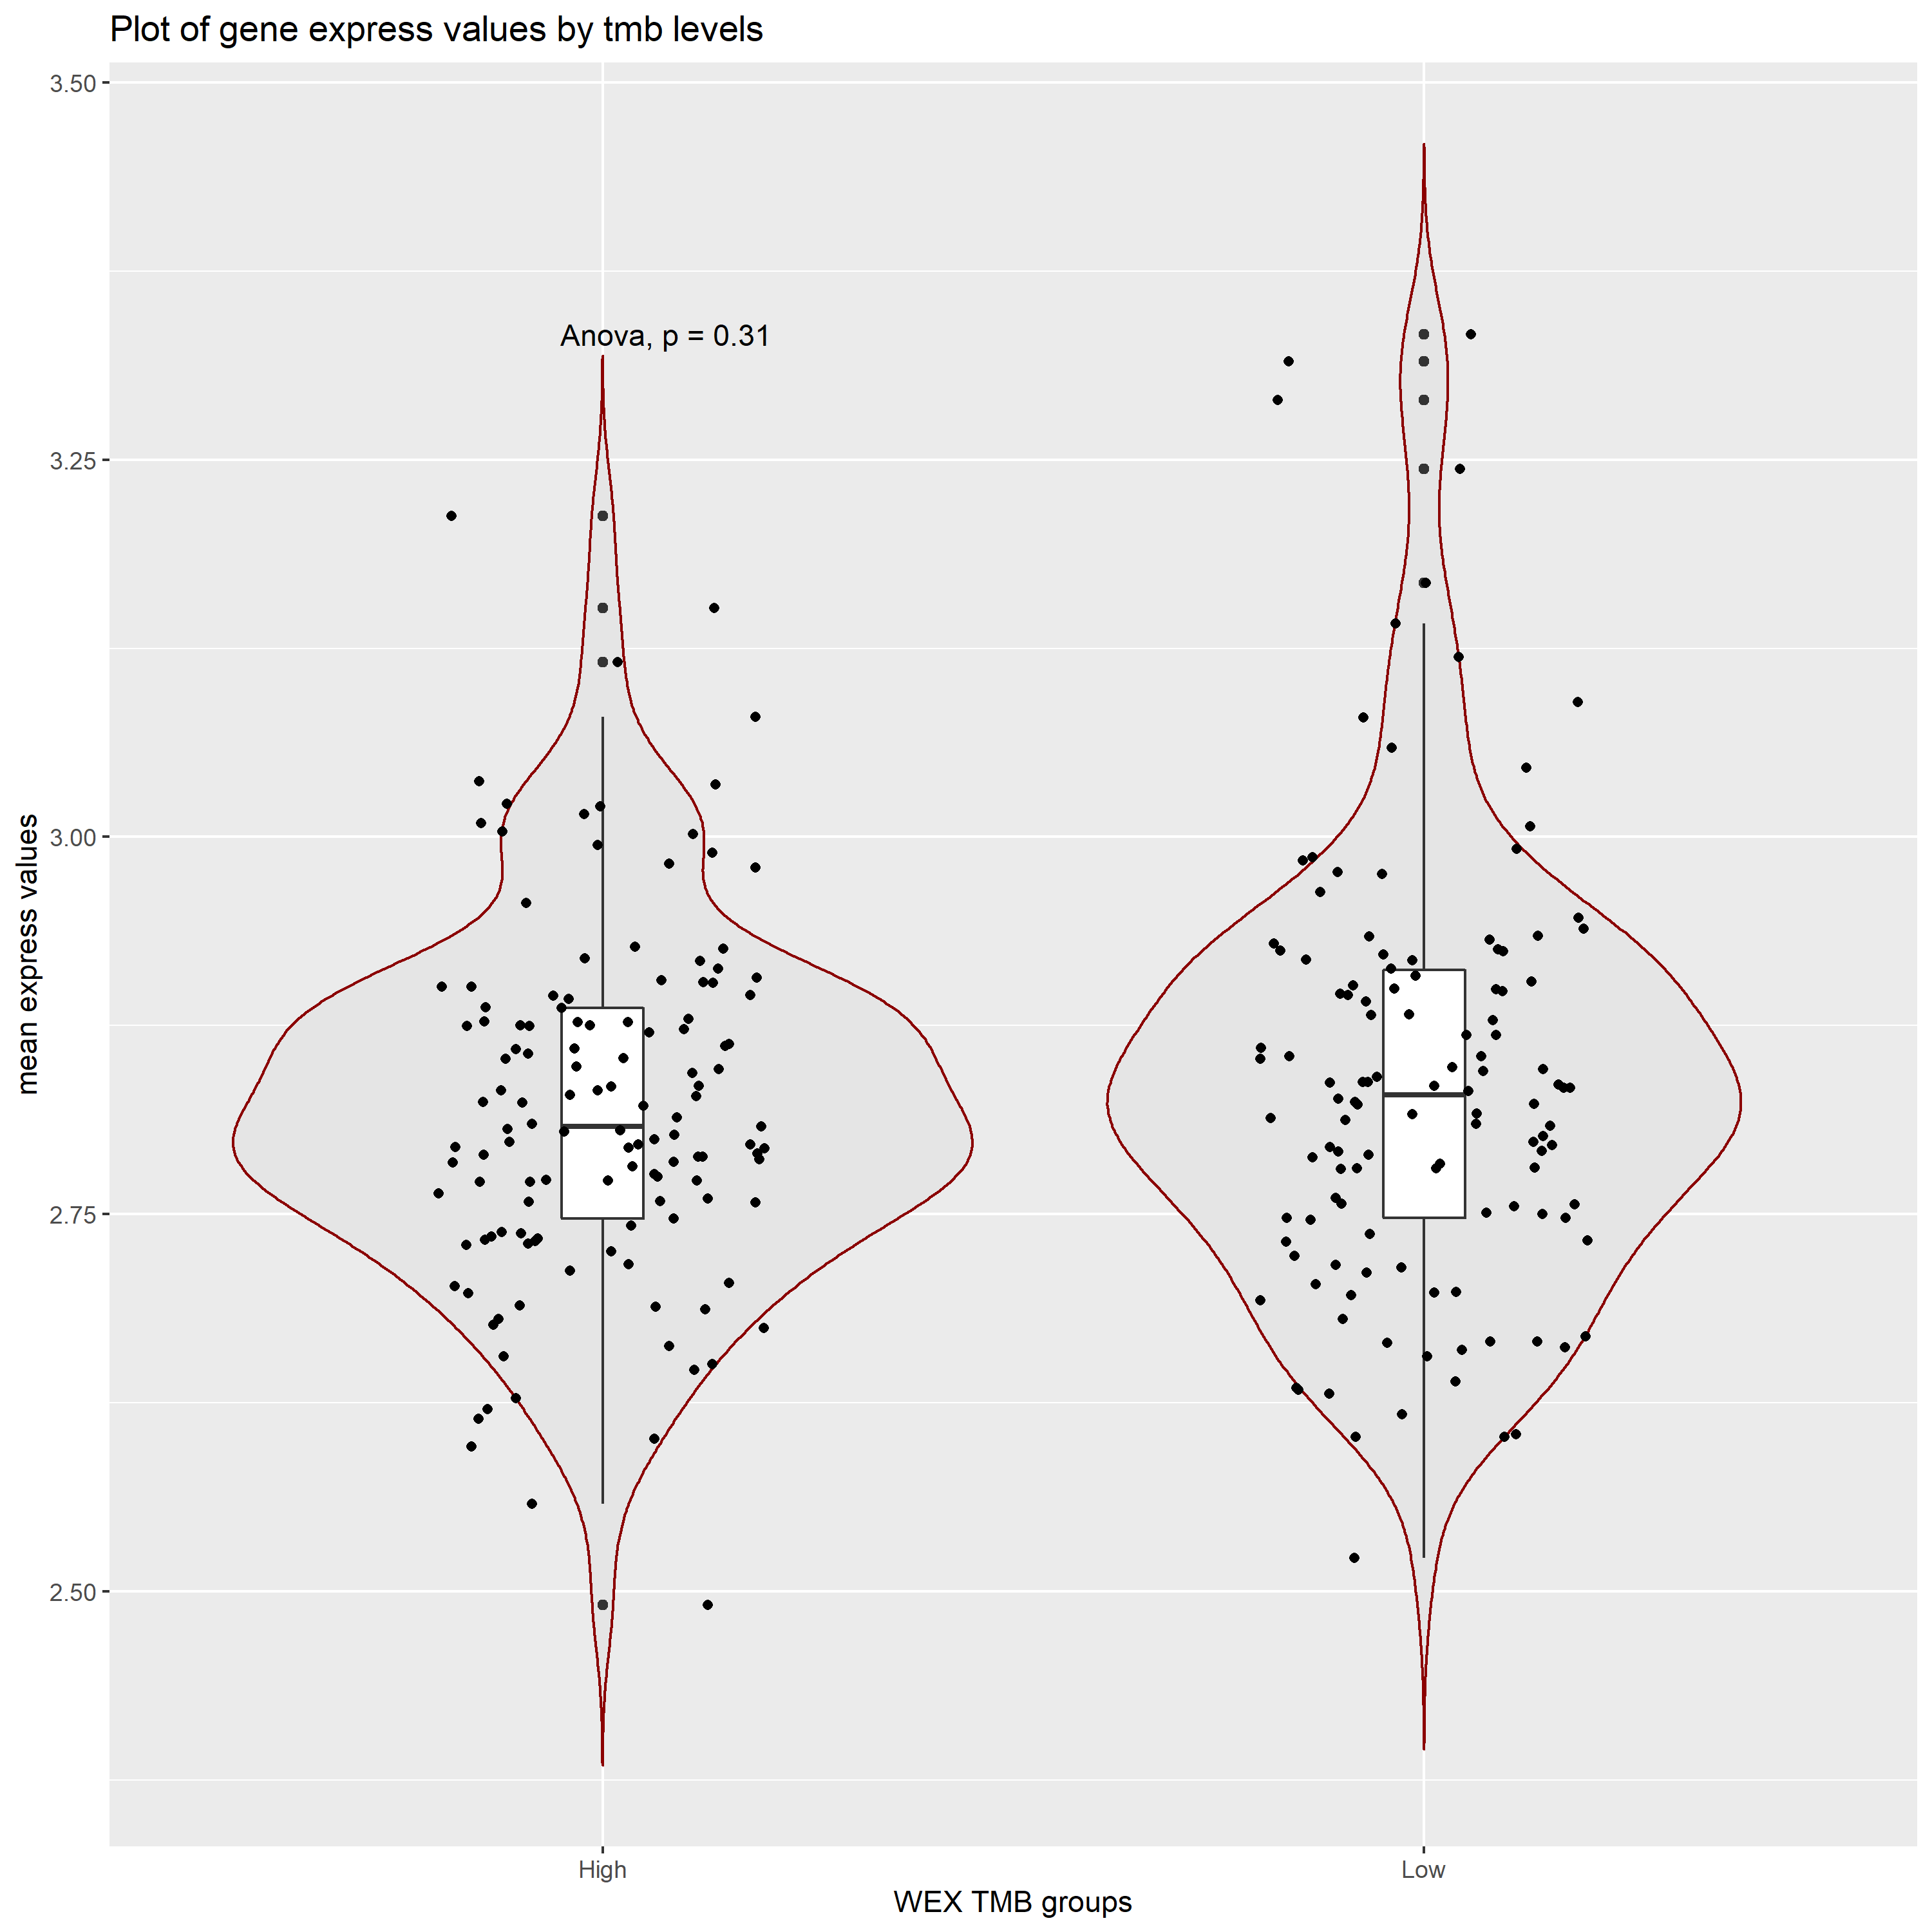 Plot of gene express values by tmb levels
3.50
Anova, p = 0.31
3.25
3.00
mean express values
2.75
2.50
High
Low
WEX TMB groups